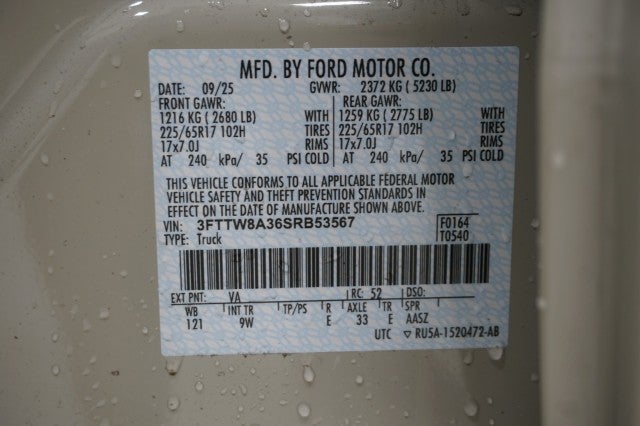 MFD. BY FORD MOTOR CO.
DATE: 09/25 GVWR: 2372 KG ( 5230 LB)
FRONT GAWR: REAR GAWR:
1216 KG ( 2680 LB) WITH 1259 KG ( 2775 LB) WITH
225/65R17 102H TIRES 225/65R17 102H TIRES
17x7.0J RIMS 17x7.0J RIMS
AT 240 kPa/ 35 PSI COLD AT 240 kPa/ 35 PSI COLD
THIS VEHICLE CONFORMS TO ALL APPLICABLE FEDERAL MOTOR
VEHICLE SAFETY AND THEFT PREVENTION STANDARDS IN
EFFECT ON THE DATE OF MANUFACTURE SHOWN ABOVE.
VIN: 3FTTW8A36SRB53567 F0164
TYPE: Truck T0540
EXT PNT: VA RC: 52 DSO:
WB INT TR TP/PS R AXLE TR SPR
121 9W E 33 E AASZ
UTC ▽ RU5A-1520472-AB